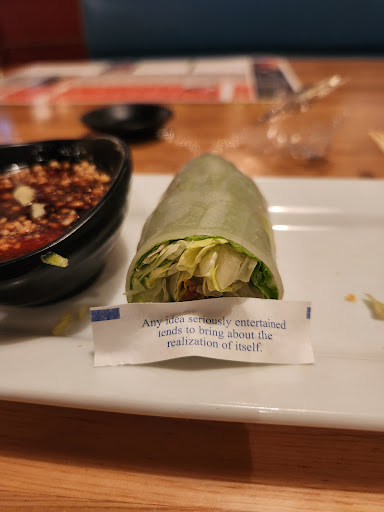 Any idea seriously entertained
tends to bring about the
realization of itself.